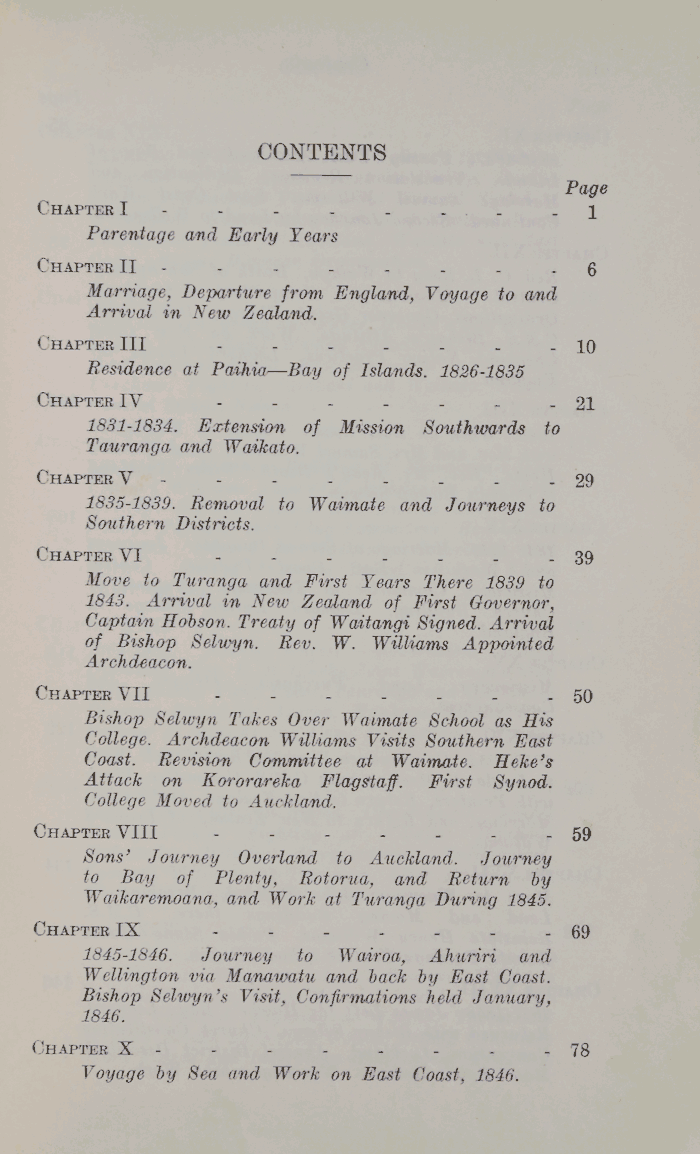 CONTENTS
Page
CHAPTER I - - - - - - - - 1
Parentage and Early Years
CHAPTER II - - - - - - - - 6
Marriage, Departure from England, Voyage to and
Arrival in New Zealand.
CHAPTER III - - - - - - - 10
Residence at Paihia—Bay of Islands. 1826-1835
CHAPTER IV - - - - - - - 21
1831-1834. Extension of Mission Southwards to
Tauranga and Waikato.
CHAPTER V - - - - - - - - 29
1835-1839. Removal to Waimate and Journeys to
Southern Districts.
CHAPTER VI - - - - - - - 39
Move to Turanga and First Years There 1839 to
1843. Arrival in New Zealand of First Governor,
Captain Hobson. Treaty of Waitangi Signed. Arrival
of Bishop Selwyn. Rev. W. Williams Appointed
Archdeacon.
CHAPTER VII - - - - - - - 50
Bishop Selwyn Takes Over Waimate School as His
College. Archdeacon Williams Visits Southern East
Coast. Revision Committee at Waimate. Heke's
Attack on Kororareka Flagstaff. First Synod.
College Moved to Auckland.
CHAPTER VIII - - - - - - - 59
Sons' Journey Overland to Auckland. Journey
to Bay of Plenty, Rotorua, and Return by
Waikaremoana, and Work at Turanga During 1845.
CHAPTER IX - - - - - - - 69
1845-1846. Journey to Wairoa, Ahuriri and
Wellington via Manawatu and back by East Coast.
Bishop Selwyn's Visit, Confirmations held January,
1846.
CHAPTER X - - - - - - - - 78
Voyage by Sea and Work on East Coast, 1846.